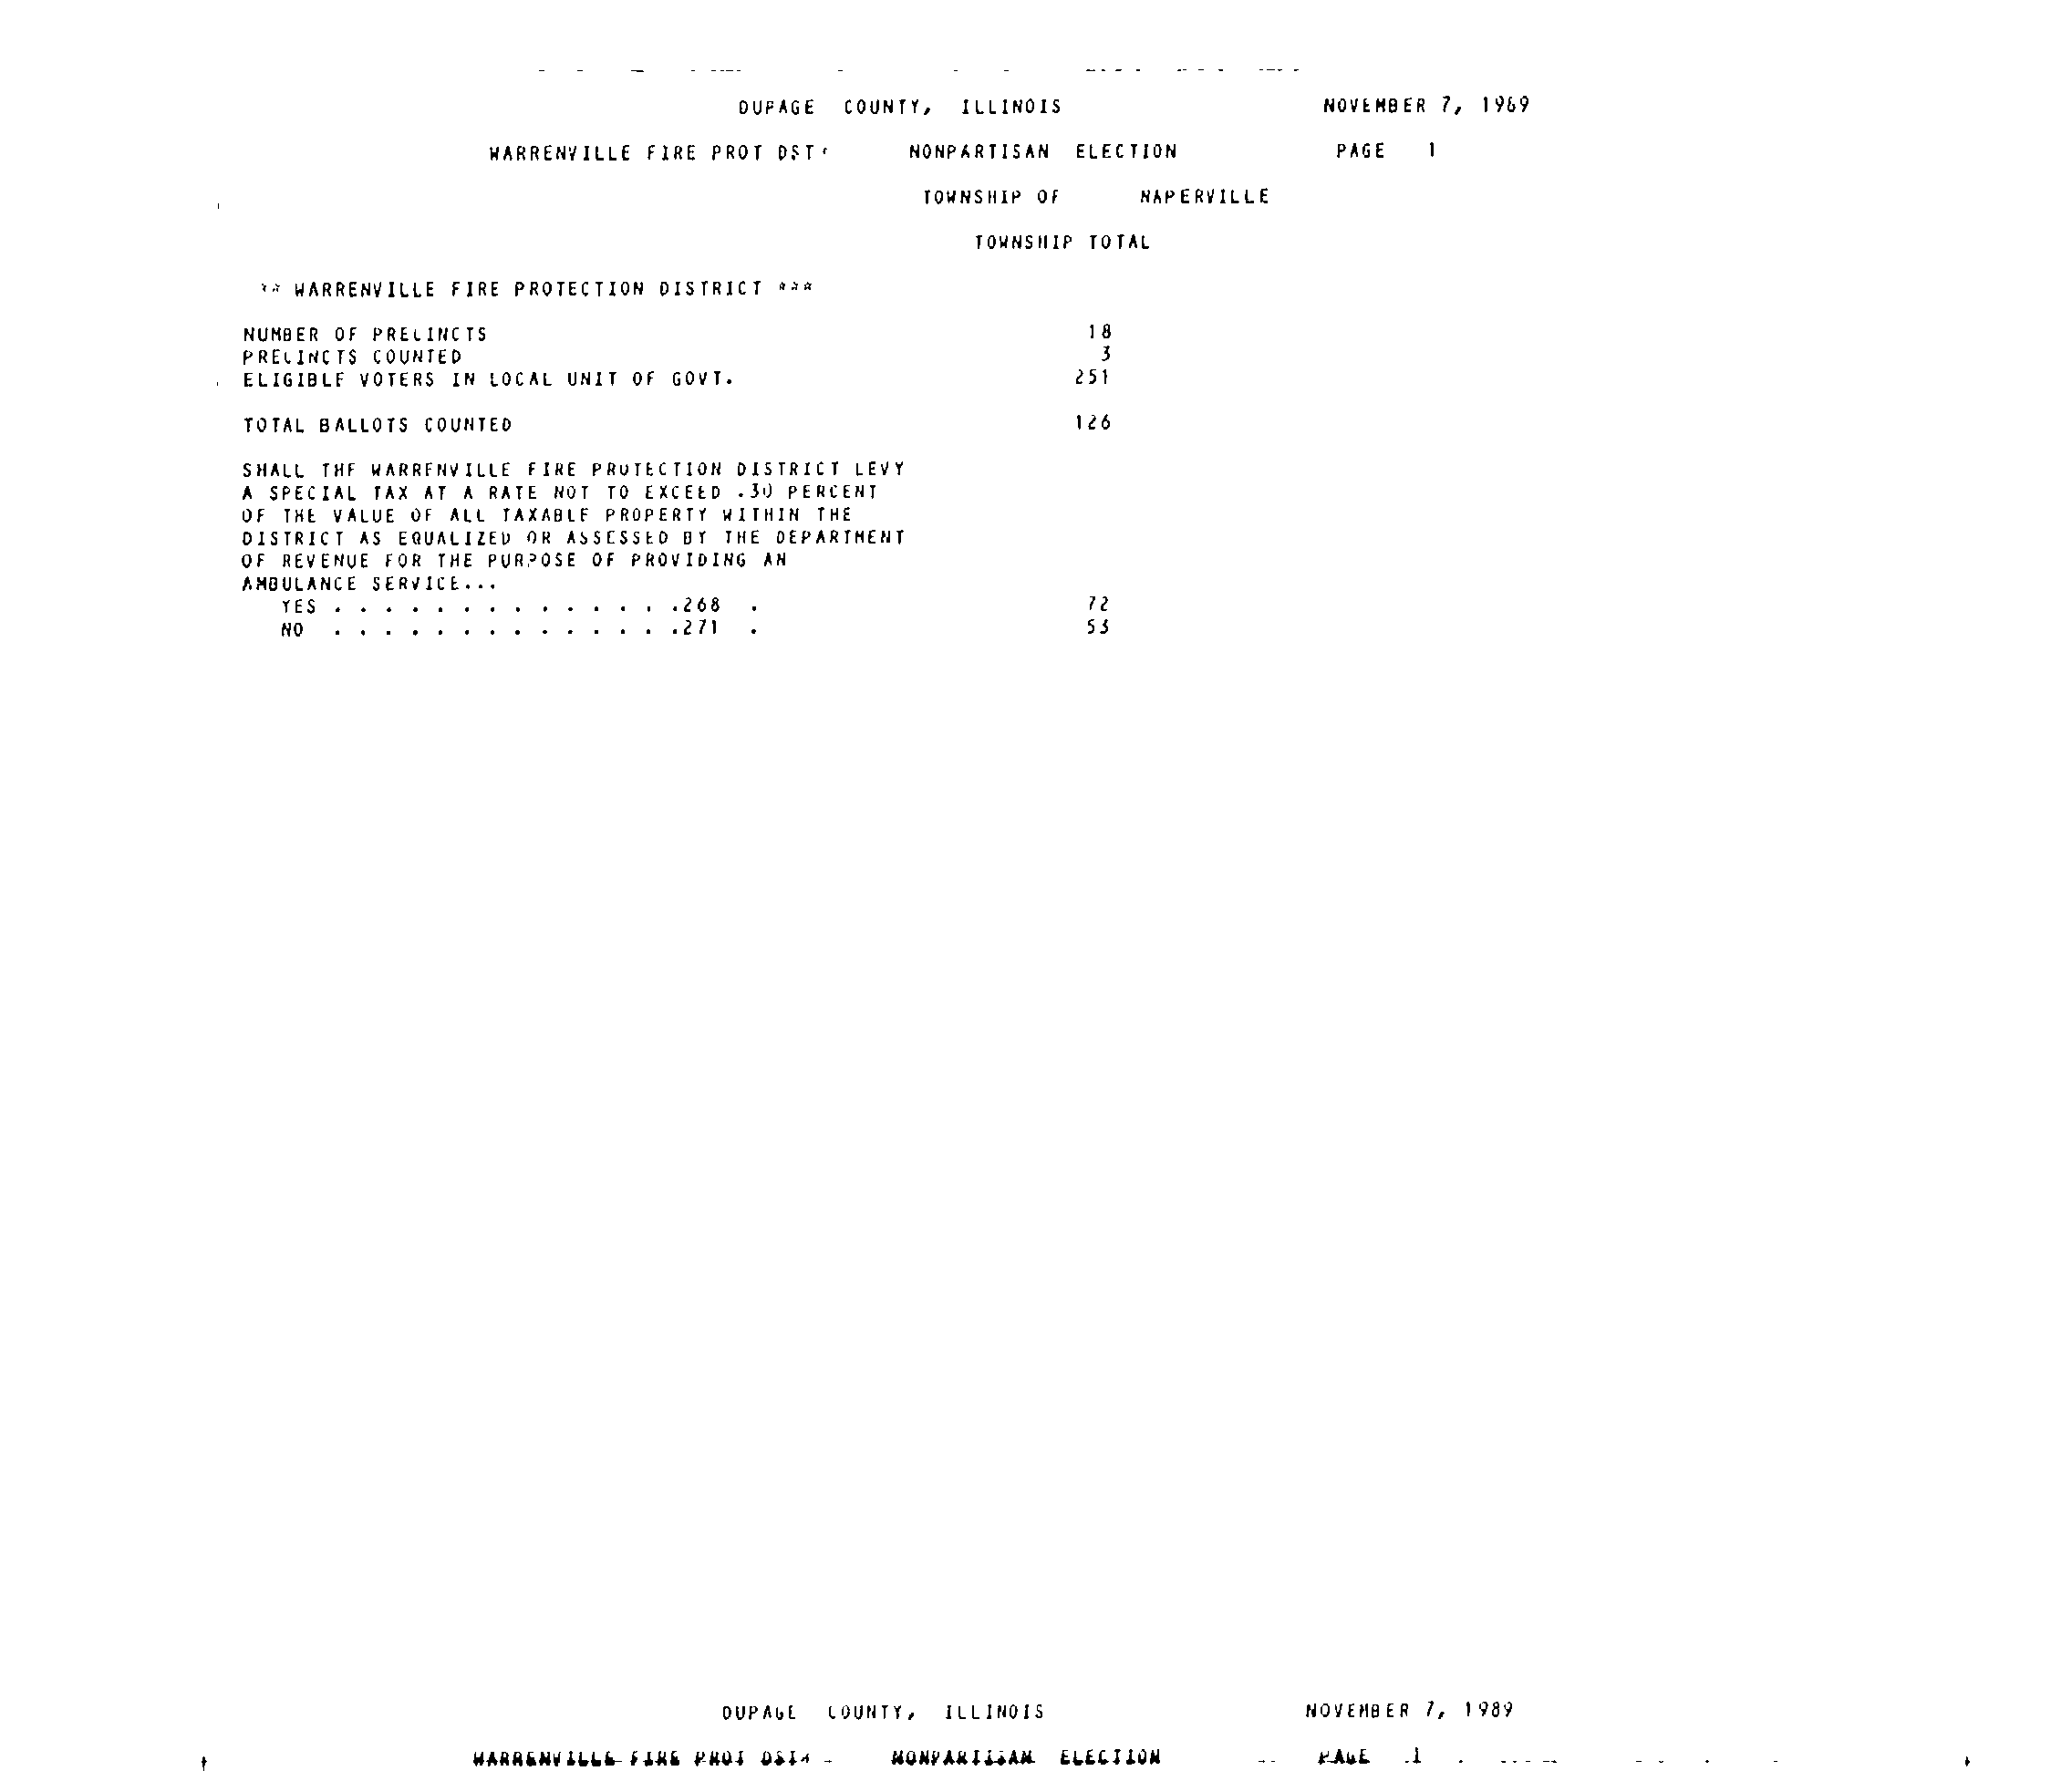 DUPAGE COUNTY, ILLINOIS NOVEMBER 7, 1989
WARRENVILLE FIRE PROT DST* NONPARTISAN ELECTION PAGE 1
TOWNSHIP OF NAPERVILLE
TOWNSHIP TOTAL
** WARRENVILLE FIRE PROTECTION DISTRICT ***
NUMBER OF PRECINCTS 18
PRECINCTS COUNTED 3
ELIGIBLE VOTERS IN LOCAL UNIT OF GOVT. 251
TOTAL BALLOTS COUNTED 126
SHALL THE WARRENVILLE FIRE PROTECTION DISTRICT LEVY
A SPECIAL TAX AT A RATE NOT TO EXCEED .30 PERCENT
OF THE VALUE OF ALL TAXABLE PROPERTY WITHIN THE
DISTRICT AS EQUALIZED OR ASSESSED BY THE DEPARTMENT
OF REVENUE FOR THE PURPOSE OF PROVIDING AN
AMBULANCE SERVICE...
YES . . . . . . . . . . . . . .268 . 72
NO . . . . . . . . . . . . . .271 . 53
DUPAGE COUNTY, ILLINOIS NOVEMBER 7, 1989
WARRENVILLE FIRE PROT DST* NONPARTISAN ELECTION PAGE 1